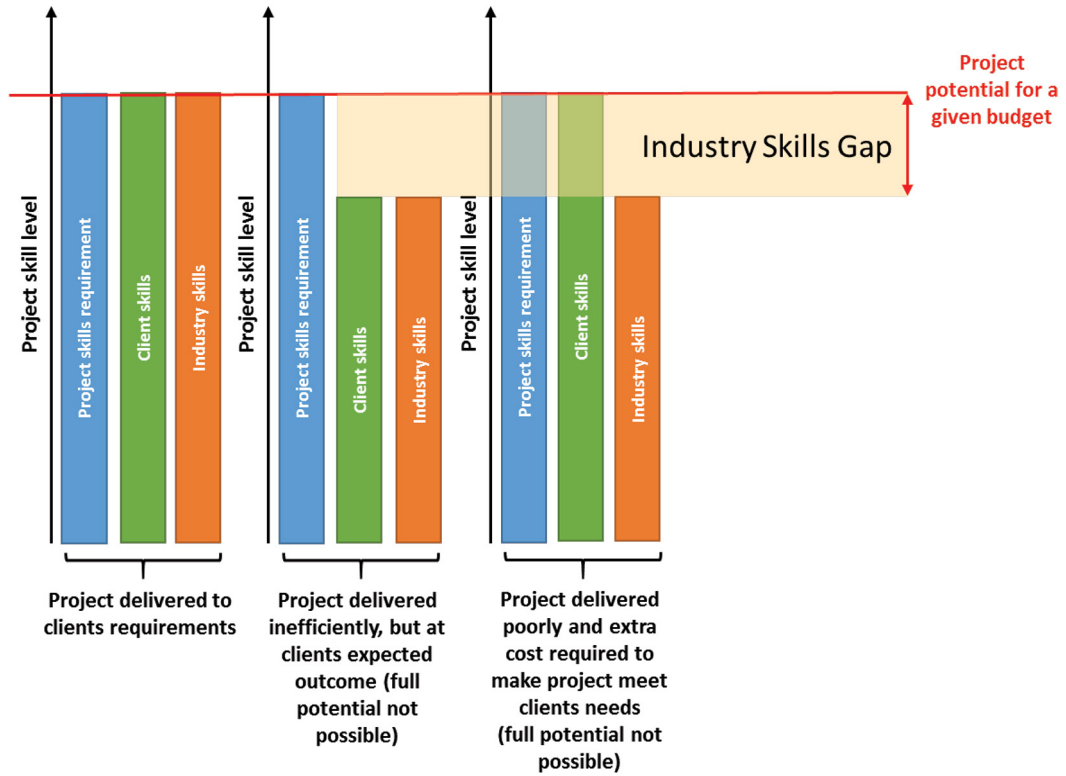 Project
potential for a
given budget
Industry Skills Gap
Project skill level
Project skills requirement
Client skills
Industry skills
Project skill level
Project skills requirement
Client skills
Industry skills
Project skill level
Project skills requirement
Client skills
Industry skills
Project delivered to
clients requirements
Project delivered
inefficiently, but at
clients expected
outcome (full
potential not
possible)
Project delivered
poorly and extra
cost required to
make project meet
clients needs
(full potential not
possible)